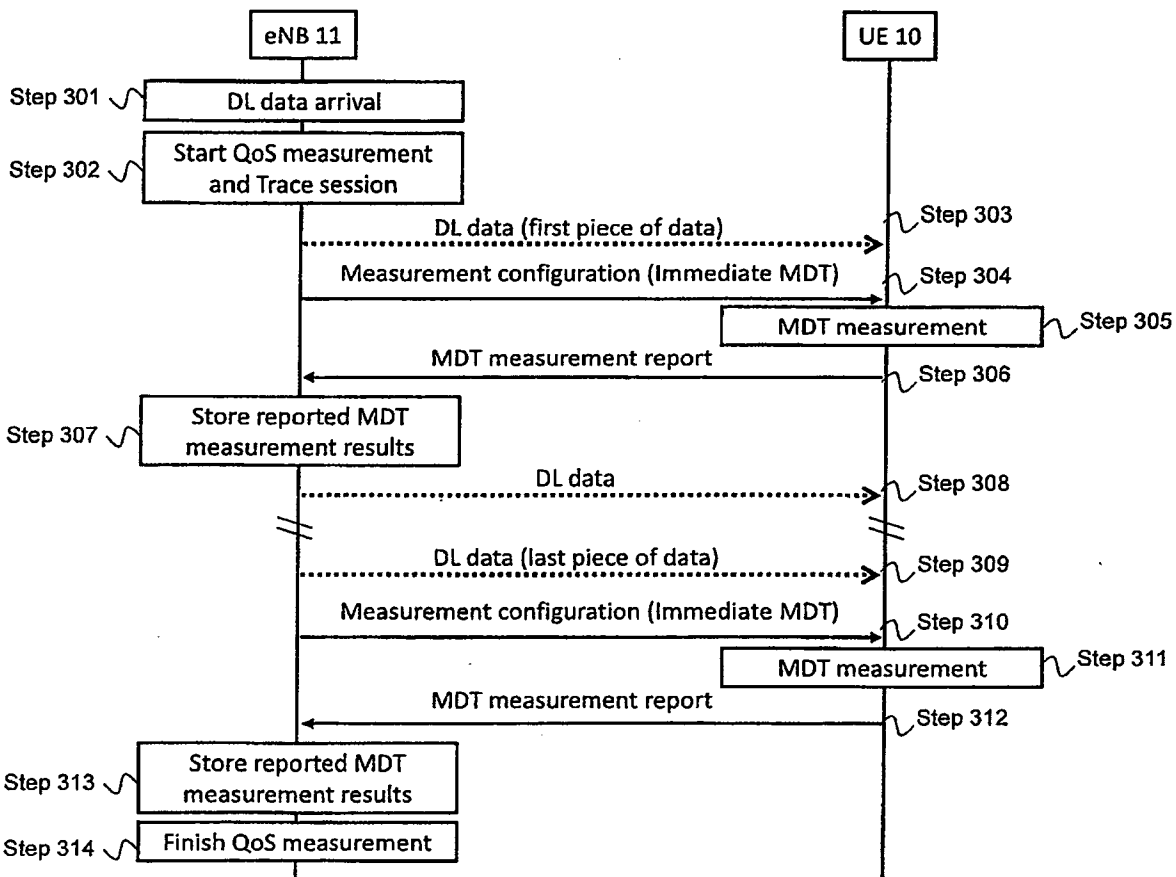 eNB 11
UE 10
Step 301
DL data arrival
Step 302
Start QoS measurement
and Trace session
DL data (first piece of data)
Step 303
Measurement configuration (Immediate MDT)
Step 304
MDT measurement
Step 305
MDT measurement report
Step 306
Step 307
Store reported MDT
measurement results
DL data
Step 308
DL data (last piece of data)
Step 309
Measurement configuration (Immediate MDT)
Step 310
MDT measurement
Step 311
MDT measurement report
Step 312
Step 313
Store reported MDT
measurement results
Step 314
Finish QoS measurement